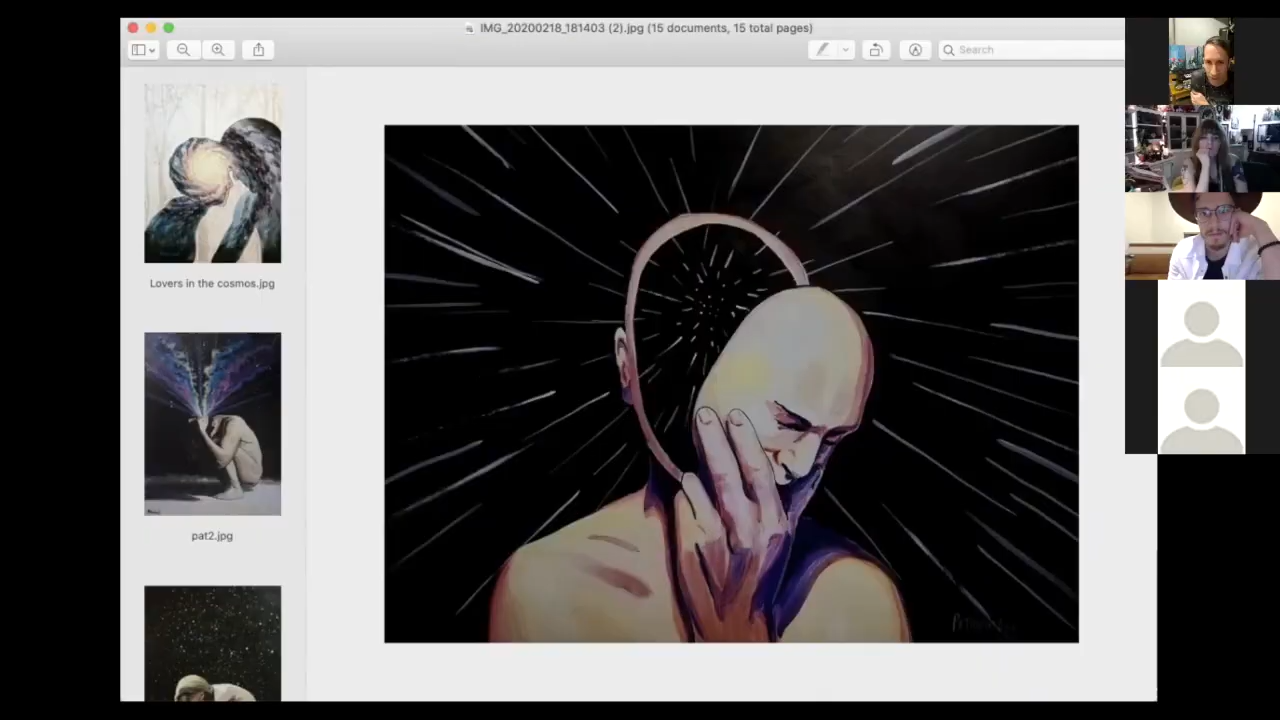 IMG_20200218_181403 (2).jpg (15 documents, 15 total pages)
Search
Lovers in the cosmos.jpg
pat2.jpg